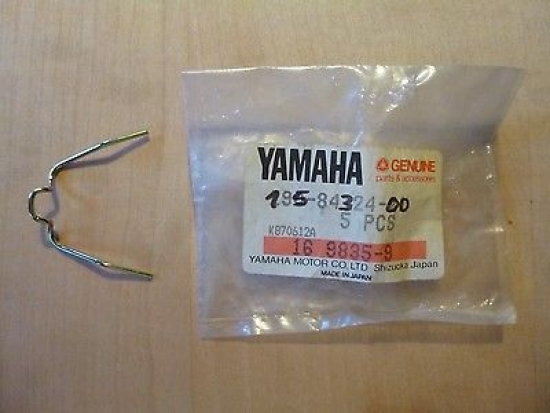 YAMAHA
GENUINE
parts & accessories
195-84324-00
5 PCS
K870612A
16 9835-9
YAMAHA MOTOR CO., LTD Shizuoka Japan
MADE IN JAPAN